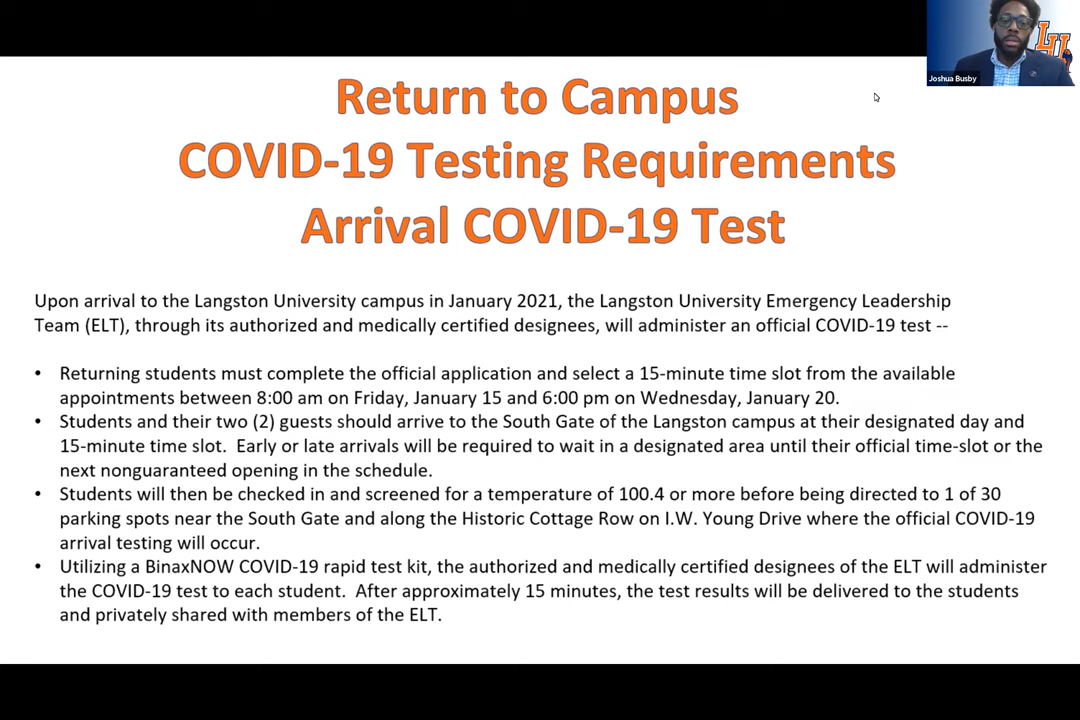 LU
Joshua Busby
Return to Campus
COVID-19 Testing Requirements
Arrival COVID-19 Test
Upon arrival to the Langston University campus in January 2021, the Langston University Emergency Leadership
Team (ELT), through its authorized and medically certified designees, will administer an official COVID-19 test --
• Returning students must complete the official application and select a 15-minute time slot from the available
appointments between 8:00 am on Friday, January 15 and 6:00 pm on Wednesday, January 20.
• Students and their two (2) guests should arrive to the South Gate of the Langston campus at their designated day and
15-minute time slot.  Early or late arrivals will be required to wait in a designated area until their official time-slot or the
next nonguaranteed opening in the schedule.
• Students will then be checked in and screened for a temperature of 100.4 or more before being directed to 1 of 30
parking spots near the South Gate and along the Historic Cottage Row on I.W. Young Drive where the official COVID-19
arrival testing will occur.
• Utilizing a BinaxNOW COVID-19 rapid test kit, the authorized and medically certified designees of the ELT will administer
the COVID-19 test to each student.  After approximately 15 minutes, the test results will be delivered to the students
and privately shared with members of the ELT.